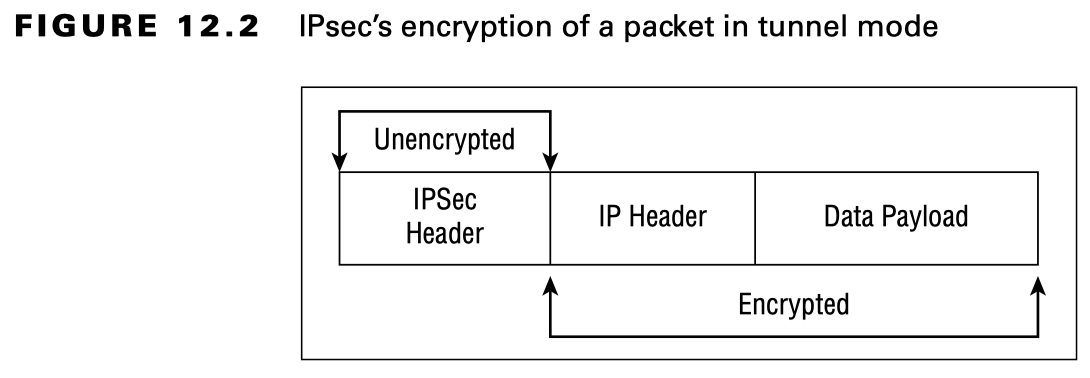 FIGURE 12.2 IPsec's encryption of a packet in tunnel mode
Unencrypted
IPSec
Header
IP Header
Data Payload
Encrypted